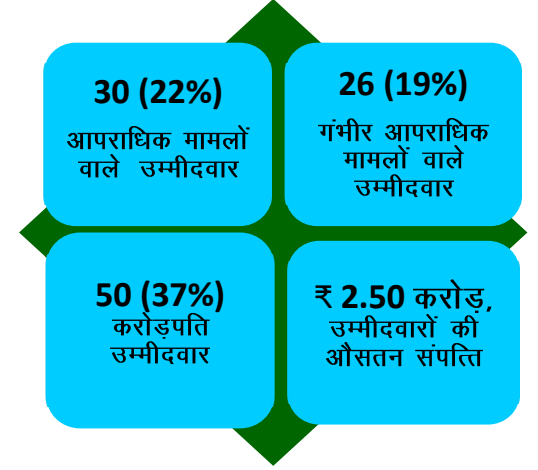 30 (22%)
आपराधिक मामलों
वाले उम्मीदवार
26 (19%)
गंभीर आपराधिक
मामलों वाले
उम्मीदवार
50 (37%)
करोड़पति
उम्मीदवार
₹ 2.50 करोड़,
उम्मीदवारों की
औसतन संपत्ति